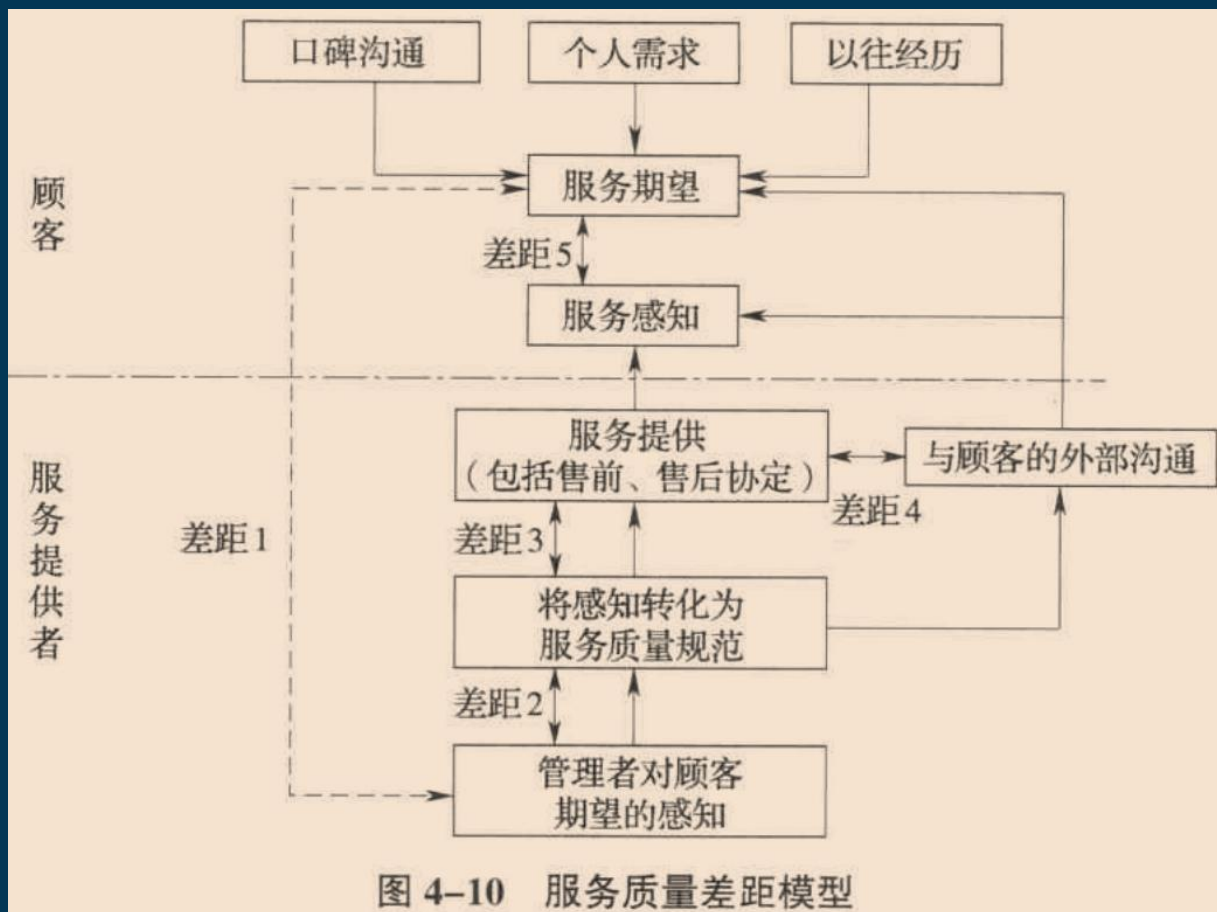 口碑沟通
个人需求
以往经历
顾客
服务期望
差距5
服务感知
服务提供者
服务提供
（包括售前、售后协定）
与顾客的外部沟通
差距4
差距1
差距3
将感知转化为
服务质量规范
差距2
管理者对顾客
期望的感知
图 4–10 服务质量差距模型